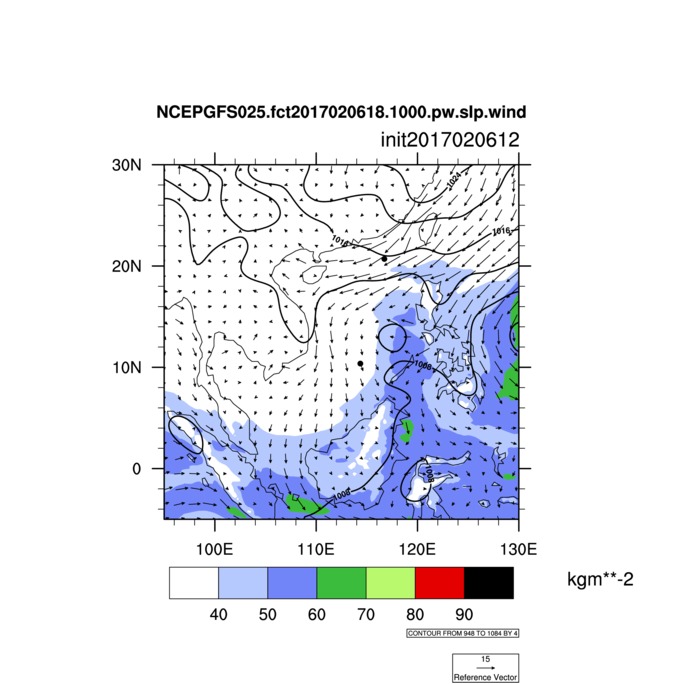 NCEPGFS025.fct2017020618.1000.pw.slp.wind
init2017020612
30N
20N
10N
0
1024
1016
1016
1008
1008
1008
100E
110E
120E
130E
kgm**-2
40
50
60
70
80
90
CONTOUR FROM 948 TO 1084 BY 4
15
Reference Vector